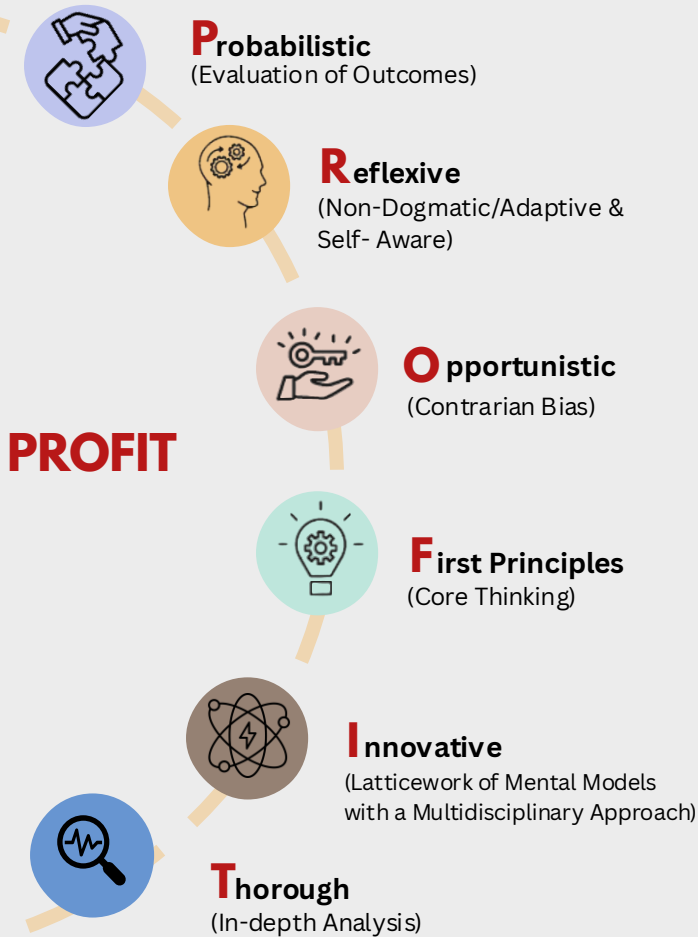 Probabilistic
(Evaluation of Outcomes)
Reflexive
(Non-Dogmatic/Adaptive &
Self- Aware)
Opportunistic
(Contrarian Bias)
PROFIT
First Principles
(Core Thinking)
Innovative
(Latticework of Mental Models
with a Multidisciplinary Approach)
Thorough
(In-depth Analysis)